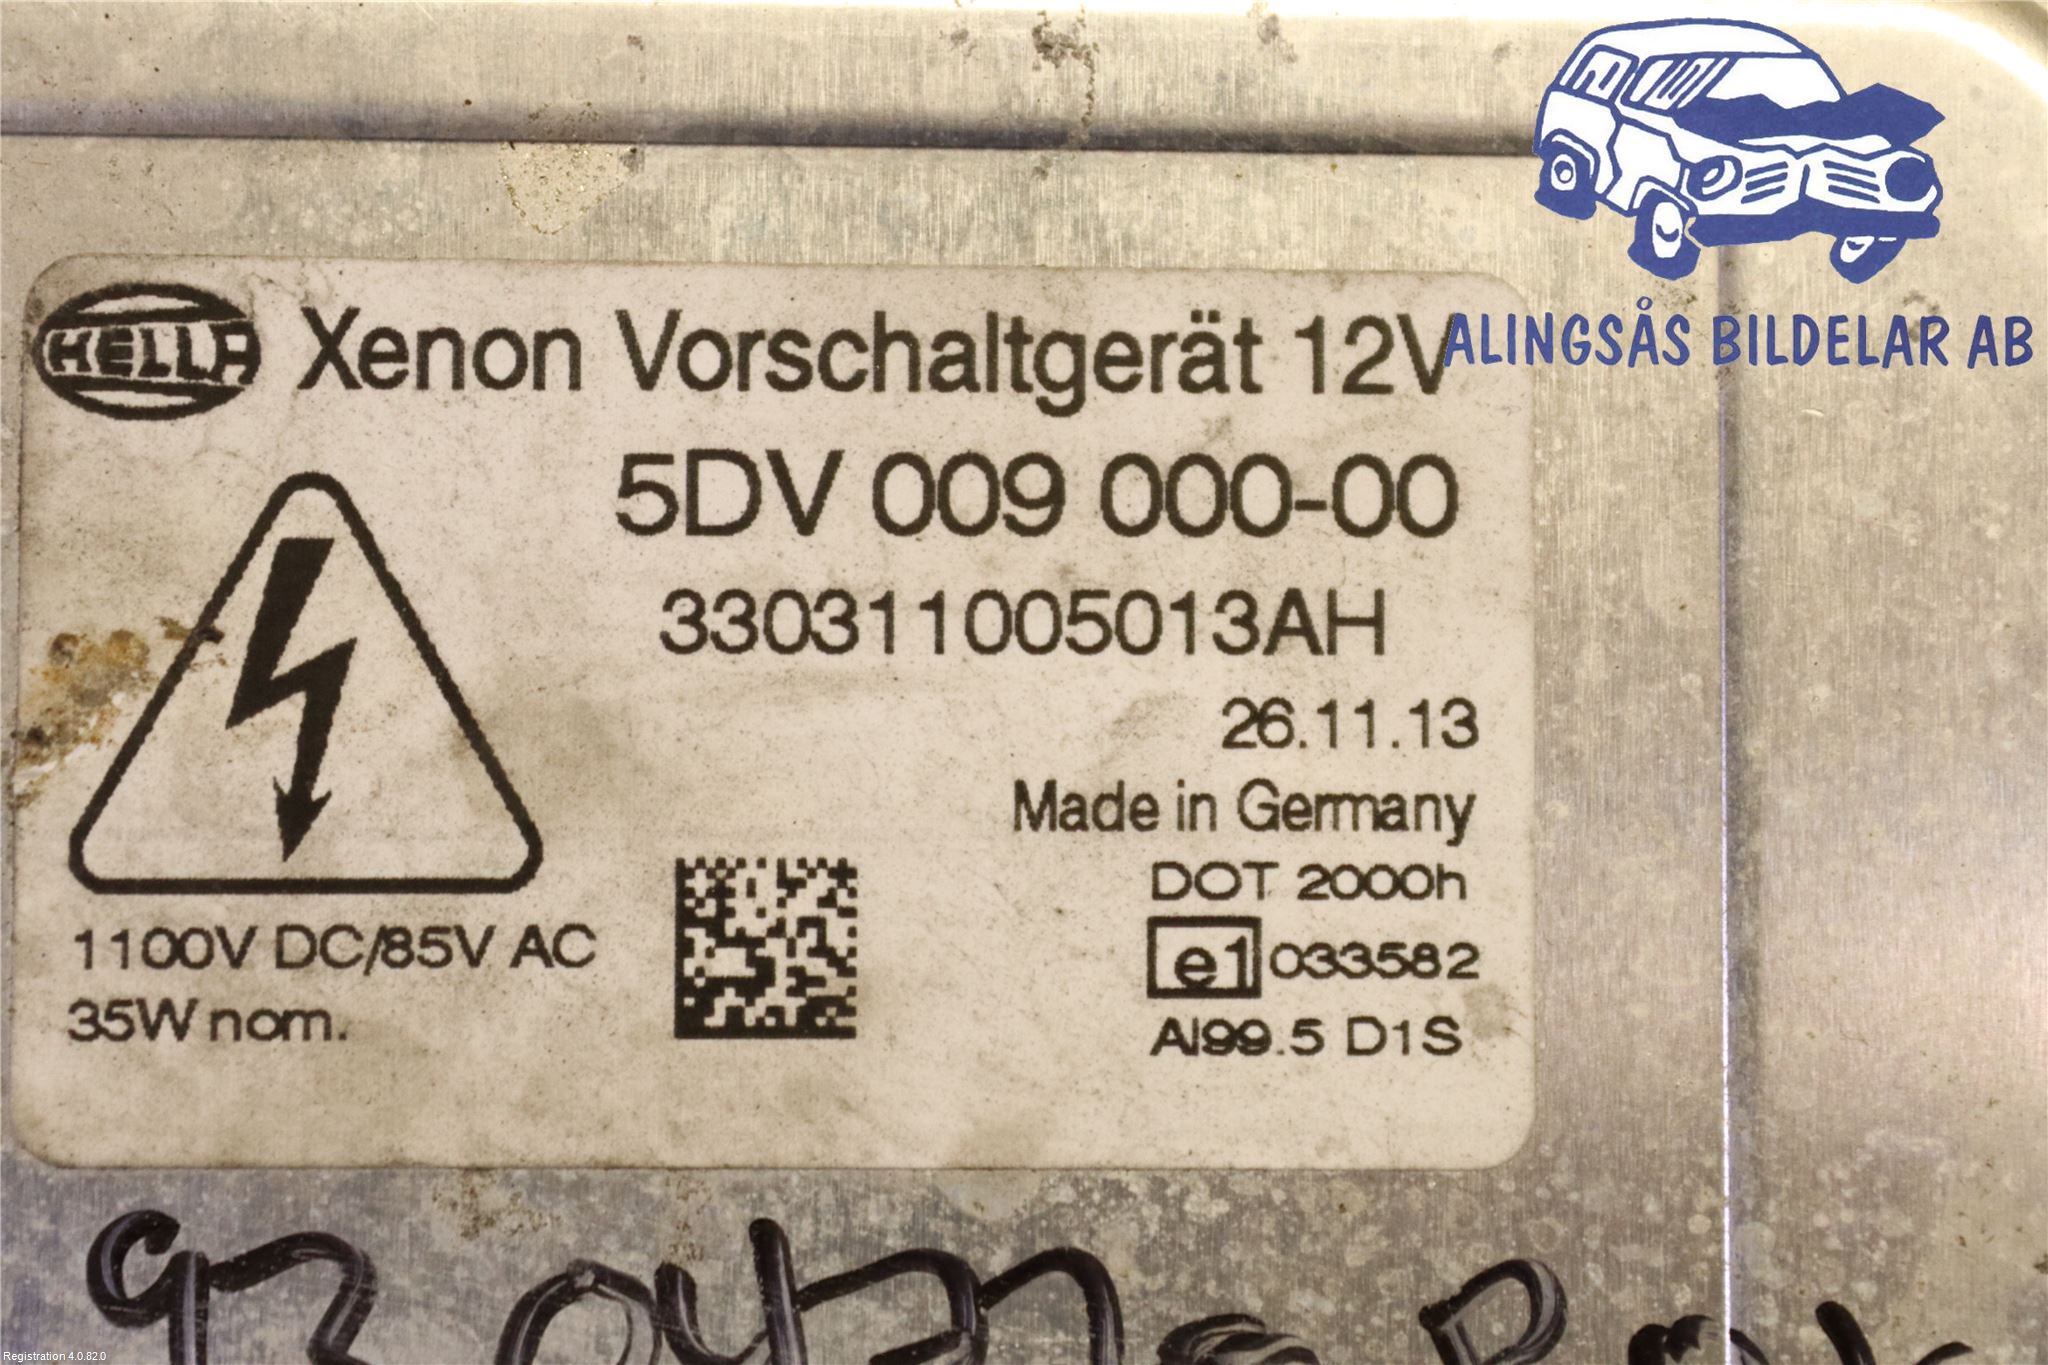 HELLA Xenon Vorschaltgerät 12V
ALINGSÅS BILDELAR AB
5DV 009 000-00
330311005013AH
26.11.13
Made in Germany
DOT 2000h
1100V DC/85V AC
e1 033582
35W nom.
Al99.5 D1S
Registration 4.0.82.0